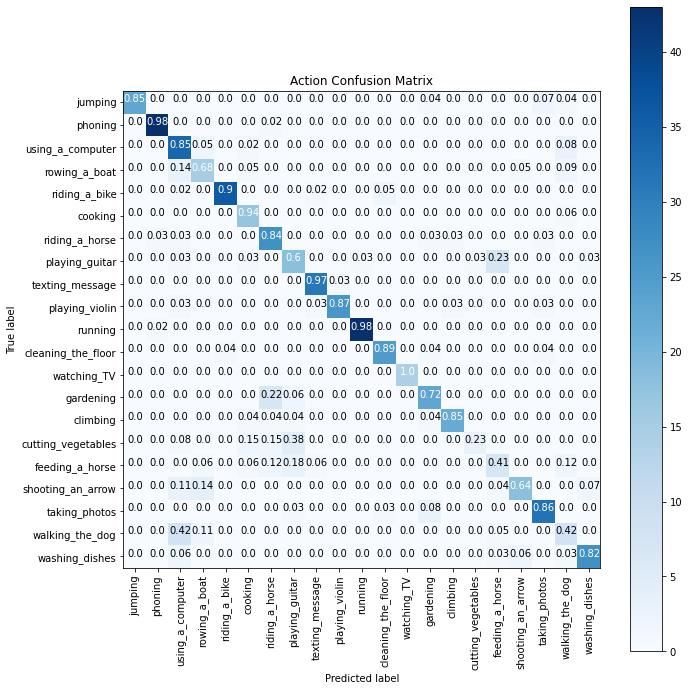 Action Confusion Matrix
jumping 0.85 0.0 0.0 0.0 0.0 0.0 0.0 0.0 0.0 0.0 0.0 0.0 0.0 0.04 0.0 0.0 0.0 0.0 0.07 0.04 0.0
phoning 0.0 0.98 0.0 0.0 0.0 0.0 0.02 0.0 0.0 0.0 0.0 0.0 0.0 0.0 0.0 0.0 0.0 0.0 0.0 0.0 0.0
using_a_computer 0.0 0.0 0.85 0.05 0.0 0.02 0.0 0.0 0.0 0.0 0.0 0.0 0.0 0.0 0.0 0.0 0.0 0.0 0.0 0.08 0.0
rowing_a_boat 0.0 0.0 0.14 0.68 0.0 0.05 0.0 0.0 0.0 0.0 0.0 0.0 0.0 0.0 0.0 0.0 0.0 0.05 0.0 0.09 0.0
riding_a_bike 0.0 0.0 0.02 0.0 0.9 0.0 0.0 0.0 0.02 0.0 0.0 0.05 0.0 0.0 0.0 0.0 0.0 0.0 0.0 0.0 0.0
cooking 0.0 0.0 0.0 0.0 0.0 0.94 0.0 0.0 0.0 0.0 0.0 0.0 0.0 0.0 0.0 0.0 0.0 0.0 0.0 0.06 0.0
riding_a_horse 0.0 0.03 0.03 0.0 0.0 0.0 0.84 0.0 0.0 0.0 0.0 0.0 0.0 0.03 0.03 0.0 0.0 0.0 0.03 0.0 0.0
playing_guitar 0.0 0.0 0.03 0.0 0.0 0.03 0.0 0.6 0.0 0.0 0.03 0.0 0.0 0.0 0.0 0.03 0.23 0.0 0.0 0.0 0.03
texting_message 0.0 0.0 0.0 0.0 0.0 0.0 0.0 0.0 0.97 0.03 0.0 0.0 0.0 0.0 0.0 0.0 0.0 0.0 0.0 0.0 0.0
playing_violin 0.0 0.0 0.03 0.0 0.0 0.0 0.0 0.0 0.03 0.87 0.0 0.0 0.0 0.0 0.03 0.0 0.0 0.0 0.03 0.0 0.0
running 0.0 0.02 0.0 0.0 0.0 0.0 0.0 0.0 0.0 0.0 0.98 0.0 0.0 0.0 0.0 0.0 0.0 0.0 0.0 0.0 0.0
cleaning_the_floor 0.0 0.0 0.0 0.0 0.04 0.0 0.0 0.0 0.0 0.0 0.0 0.89 0.0 0.04 0.0 0.0 0.0 0.0 0.04 0.0 0.0
watching_TV 0.0 0.0 0.0 0.0 0.0 0.0 0.0 0.0 0.0 0.0 0.0 0.0 1.0 0.0 0.0 0.0 0.0 0.0 0.0 0.0 0.0
gardening 0.0 0.0 0.0 0.0 0.0 0.0 0.22 0.06 0.0 0.0 0.0 0.0 0.0 0.72 0.0 0.0 0.0 0.0 0.0 0.0 0.0
climbing 0.0 0.0 0.0 0.0 0.0 0.04 0.04 0.04 0.0 0.0 0.0 0.0 0.0 0.04 0.85 0.0 0.0 0.0 0.0 0.0 0.0
cutting_vegetables 0.0 0.0 0.08 0.0 0.0 0.15 0.15 0.38 0.0 0.0 0.0 0.0 0.0 0.0 0.0 0.23 0.0 0.0 0.0 0.0 0.0
feeding_a_horse 0.0 0.0 0.0 0.06 0.0 0.06 0.12 0.18 0.06 0.0 0.0 0.0 0.0 0.0 0.0 0.0 0.41 0.0 0.0 0.12 0.0
shooting_an_arrow 0.0 0.0 0.11 0.14 0.0 0.0 0.0 0.0 0.0 0.0 0.0 0.0 0.0 0.0 0.0 0.0 0.04 0.64 0.0 0.0 0.07
taking_photos 0.0 0.0 0.0 0.0 0.0 0.0 0.0 0.03 0.0 0.0 0.0 0.03 0.0 0.08 0.0 0.0 0.0 0.0 0.86 0.0 0.0
walking_the_dog 0.0 0.0 0.42 0.11 0.0 0.0 0.0 0.0 0.0 0.0 0.0 0.0 0.0 0.0 0.0 0.0 0.05 0.0 0.0 0.42 0.0
washing_dishes 0.0 0.0 0.06 0.0 0.0 0.0 0.0 0.0 0.0 0.0 0.0 0.0 0.0 0.0 0.0 0.0 0.03 0.06 0.0 0.03 0.82
True label
jumping
phoning
using_a_computer
rowing_a_boat
riding_a_bike
cooking
riding_a_horse
playing_guitar
texting_message
playing_violin
running
cleaning_the_floor
watching_TV
gardening
climbing
cutting_vegetables
feeding_a_horse
shooting_an_arrow
taking_photos
walking_the_dog
washing_dishes
Predicted label
40
35
30
25
20
15
10
5
0